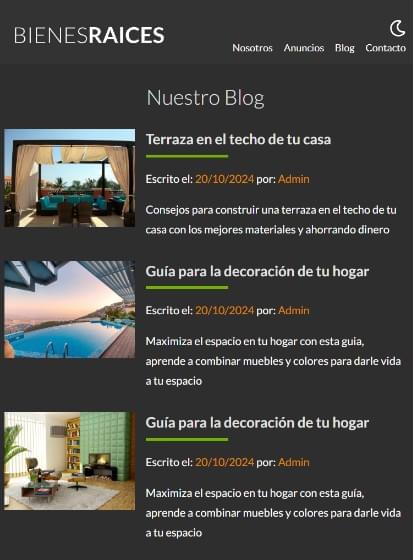 BIENESRAICES
Nosotros Anuncios Blog Contacto
Nuestro Blog
Terraza en el techo de tu casa
Escrito el: 20/10/2024 por: Admin
Consejos para construir una terraza en el techo de tu
casa con los mejores materiales y ahorrando dinero
Guía para la decoración de tu hogar
Escrito el: 20/10/2024 por: Admin
Maximiza el espacio en tu hogar con esta guia,
aprende a combinar muebles y colores para darle vida
a tu espacio
Guía para la decoración de tu hogar
Escrito el: 20/10/2024 por: Admin
Maximiza el espacio en tu hogar con esta guía,
aprende a combinar muebles y colores para darle vida
a tu espacio